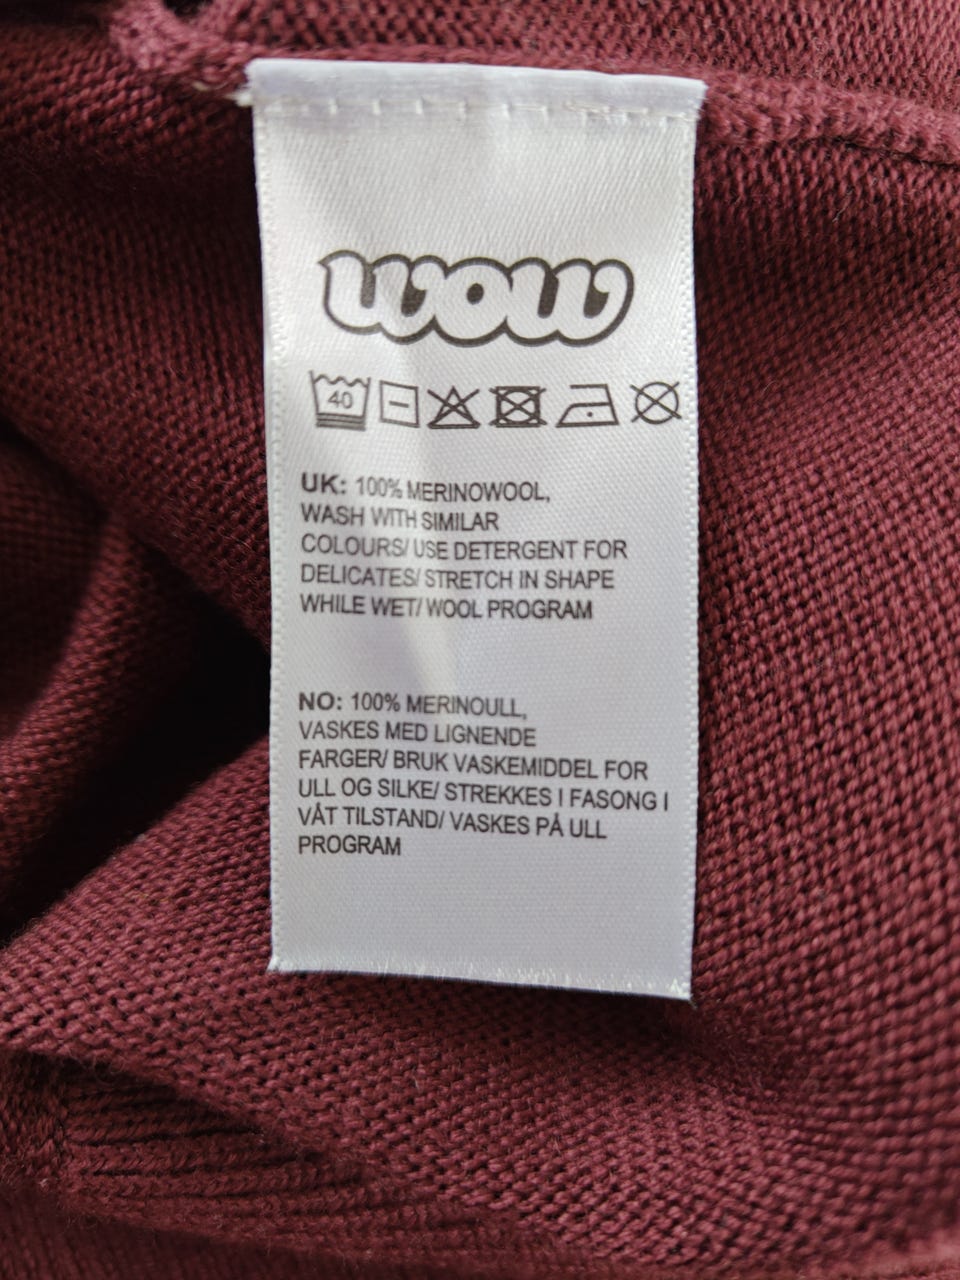 wow
40
UK: 100% MERINOWOOL,
WASH WITH SIMILAR
COLOURS/ USE DETERGENT FOR
DELICATES/ STRETCH IN SHAPE
WHILE WET/ WOOL PROGRAM
NO: 100% MERINOULL,
VASKES MED LIGNENDE
FARGER/ BRUK VASKEMIDDEL FOR
ULL OG SILKE/ STREKKES I FASONG I
VÅT TILSTAND/ VASKES PÅ ULL
PROGRAM